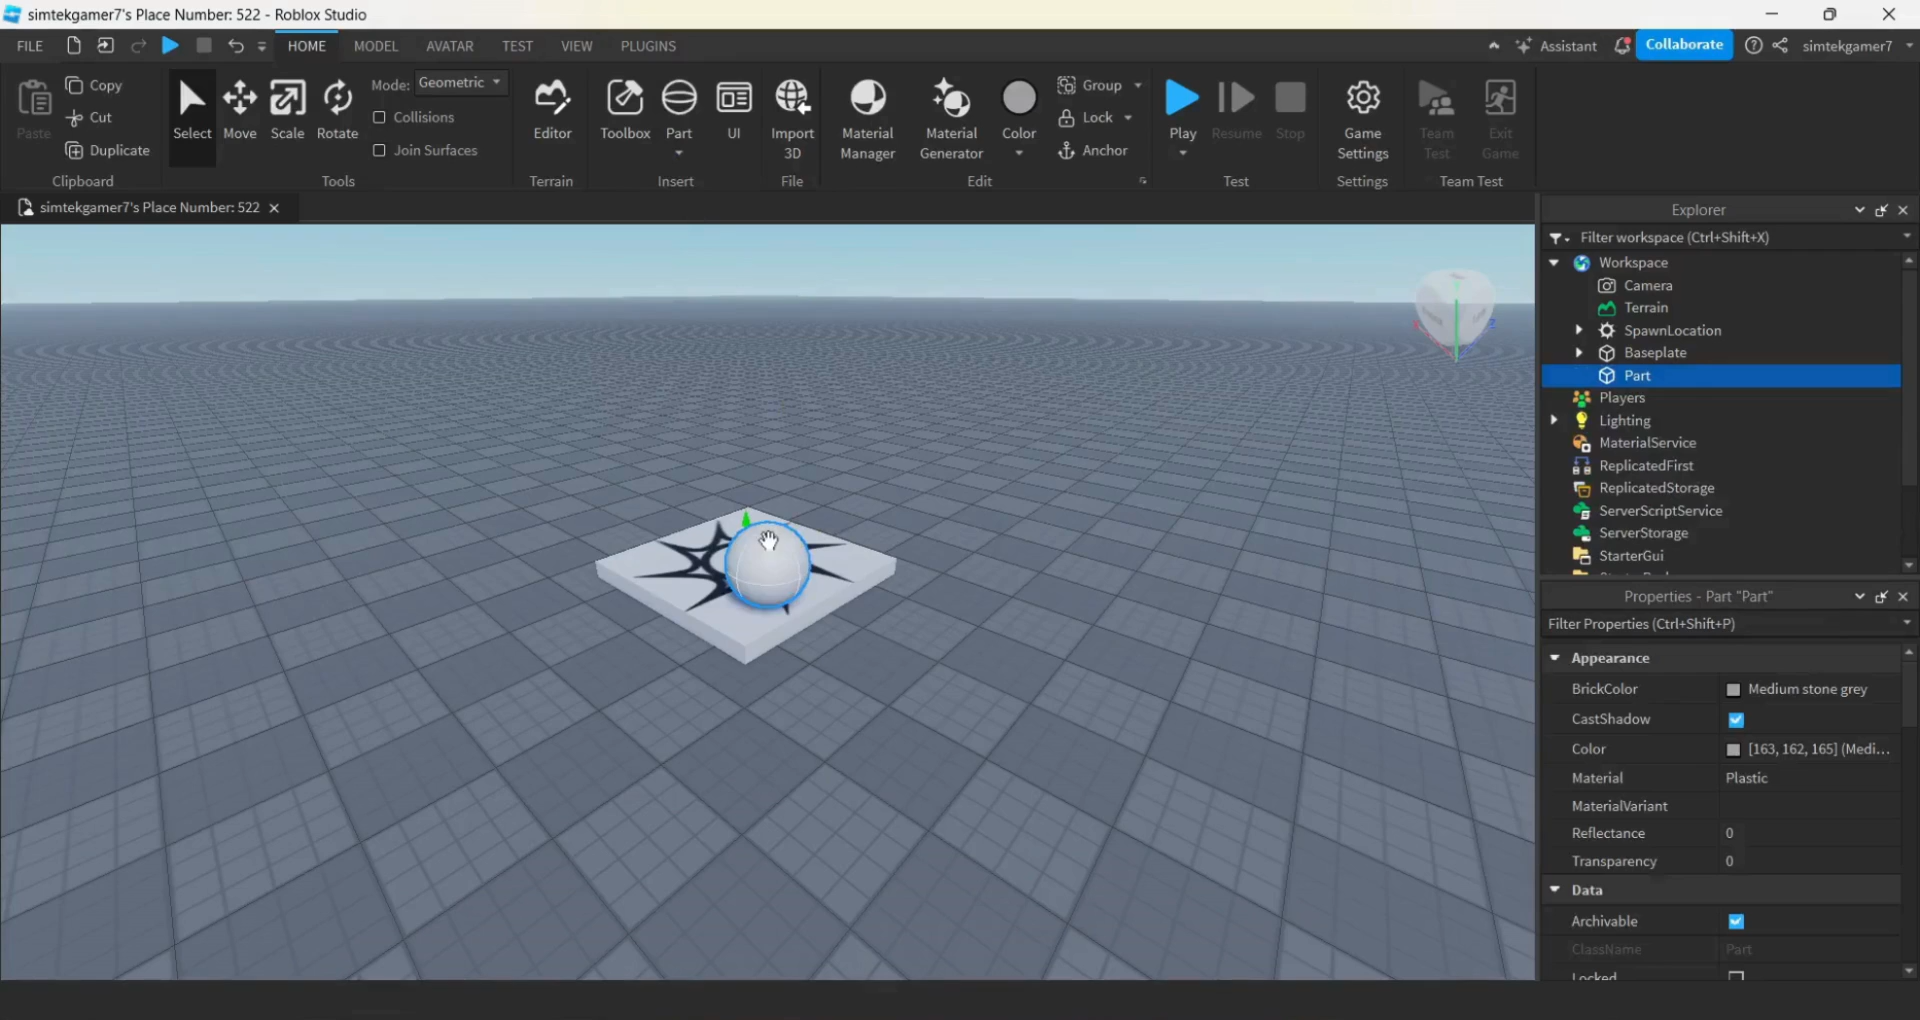 simtekgamer7's Place Number: 522 - Roblox Studio
FILE HOME MODEL AVATAR TEST VIEW PLUGINS Assistant Collaborate simtekgamer7
Paste
Copy
Cut
Duplicate
Clipboard
Select
Move
Scale
Rotate
Mode: Geometric
Collisions
Join Surfaces
Tools
Editor
Terrain
Toolbox
Part
UI
Insert
Import
3D
File
Material
Manager
Material
Generator
Color
Group
Lock
Anchor
Edit
Play
Resume
Stop
Test
Game
Settings
Settings
Team
Test
Exit
Game
Team Test
simtekgamer7's Place Number: 522
Explorer
Filter workspace (Ctrl+Shift+X)
Workspace
Camera
Terrain
SpawnLocation
Baseplate
Part
Players
Lighting
MaterialService
ReplicatedFirst
ReplicatedStorage
ServerScriptService
ServerStorage
StarterGui
Properties - Part "Part"
Filter Properties (Ctrl+Shift+P)
Appearance
BrickColor Medium stone grey
CastShadow
Color [163, 162, 165] (Medi...
Material Plastic
MaterialVariant
Reflectance 0
Transparency 0
Data
Archivable
ClassName Part
Locked